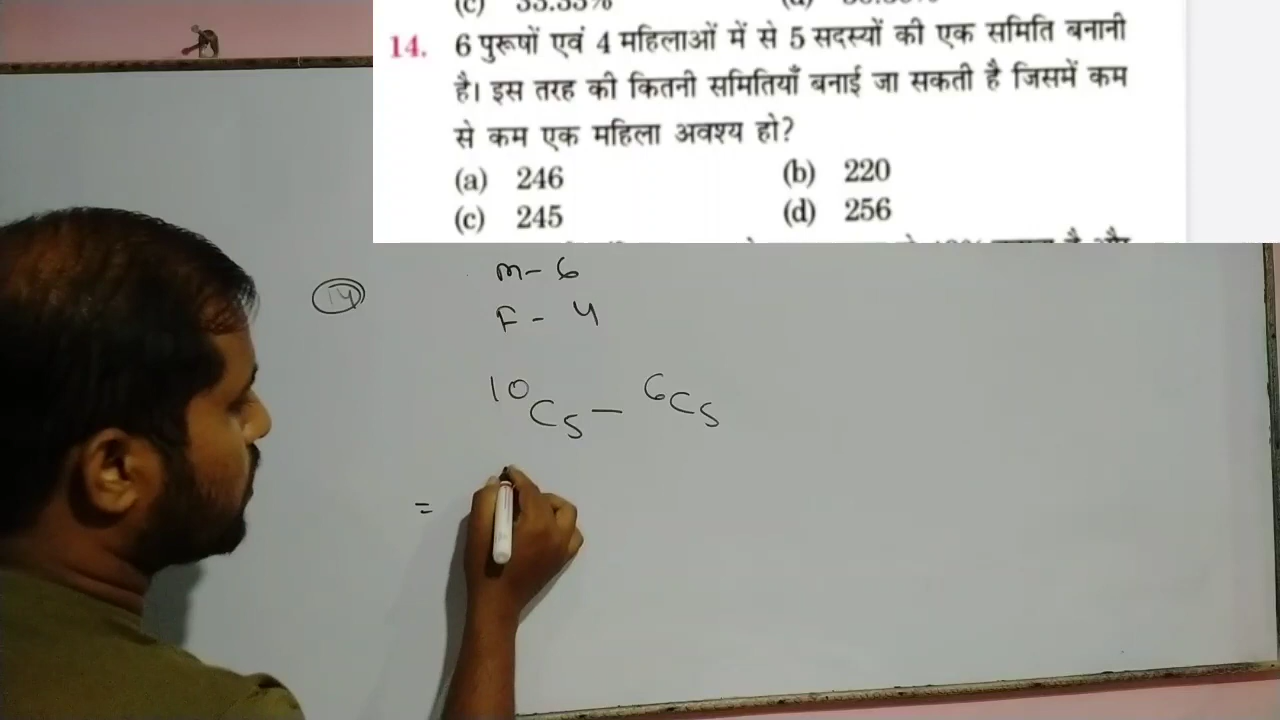 14. 6 पुरूषों एवं 4 महिलाओं में से 5 सदस्यों की एक समिति बनानी
है। इस तरह की कितनी समितियाँ बनाई जा सकती है जिसमें कम
से कम एक महिला अवश्य हो?
(a) 246 (b) 220
(c) 245 (d) 256
14
m - 6
F - 4
10C5 - 6C5
=